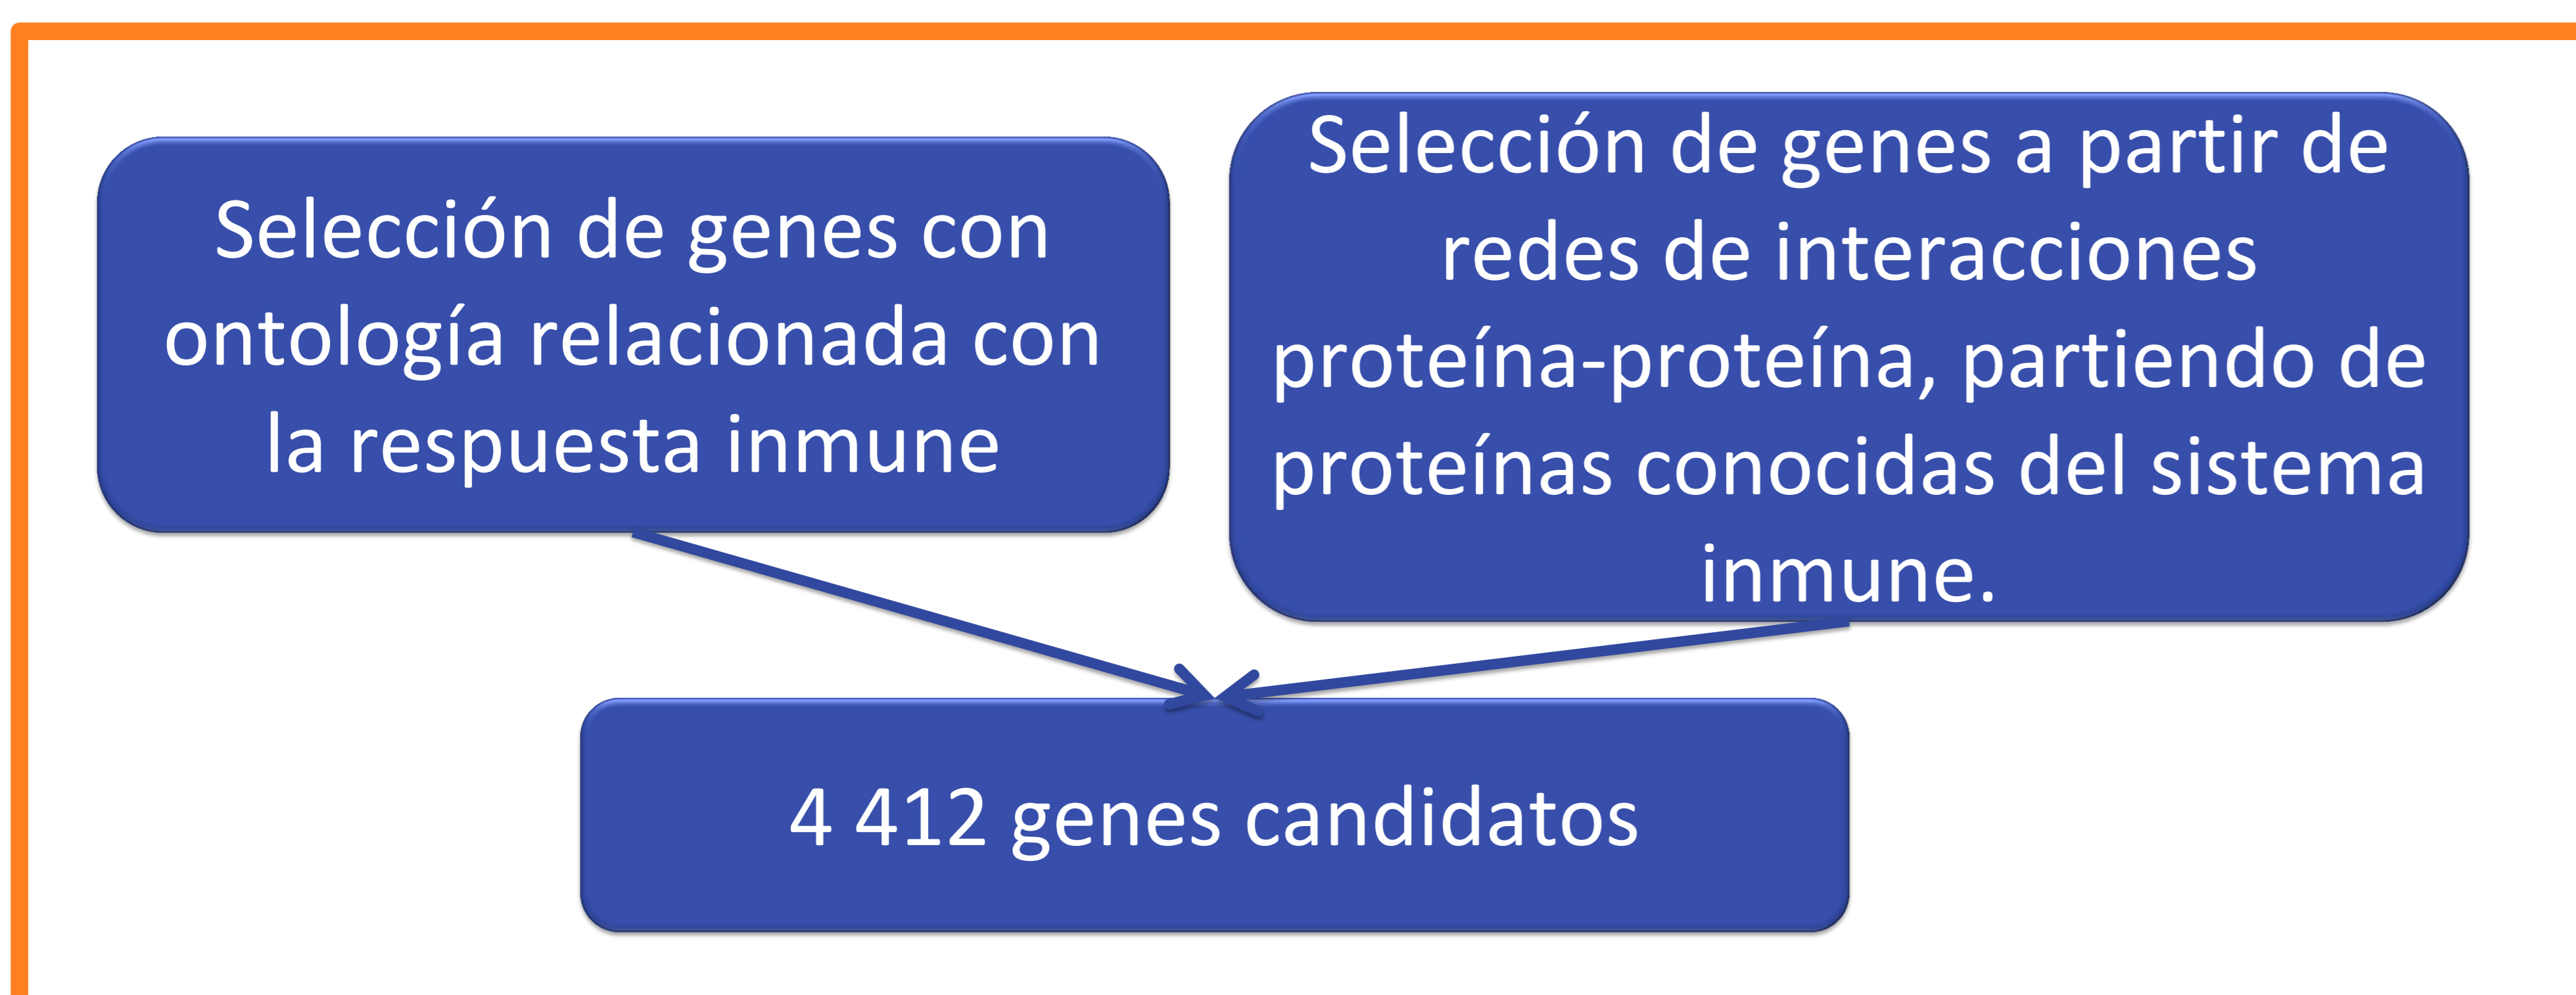 Selección de genes con
ontología relacionada con
la respuesta inmune
Selección de genes a partir de
redes de interacciones
proteína-proteína, partiendo de
proteínas conocidas del sistema
inmune.
4 412 genes candidatos